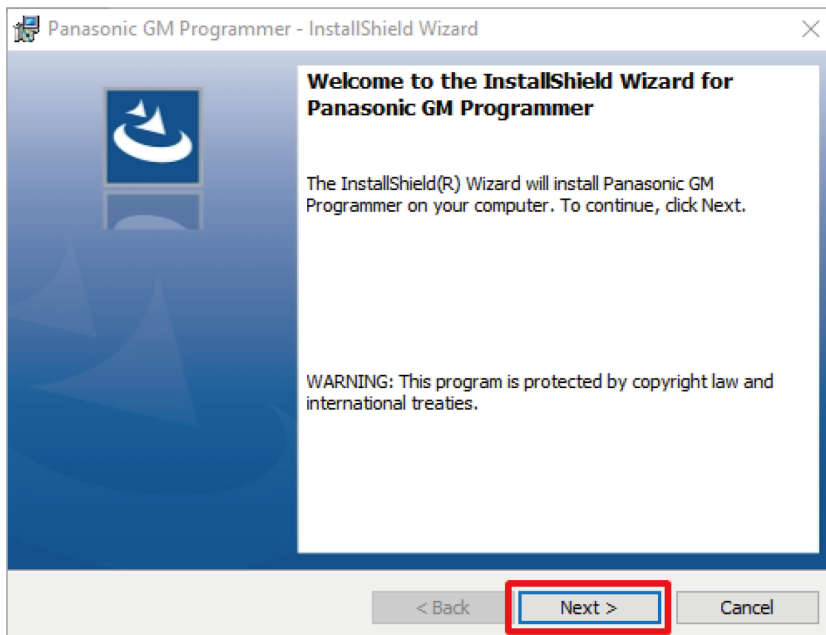 Panasonic GM Programmer - InstallShield Wizard
Welcome to the InstallShield Wizard for
Panasonic GM Programmer
The InstallShield(R) Wizard will install Panasonic GM
Programmer on your computer. To continue, click Next.
WARNING: This program is protected by copyright law and
international treaties.
< Back
Next >
Cancel